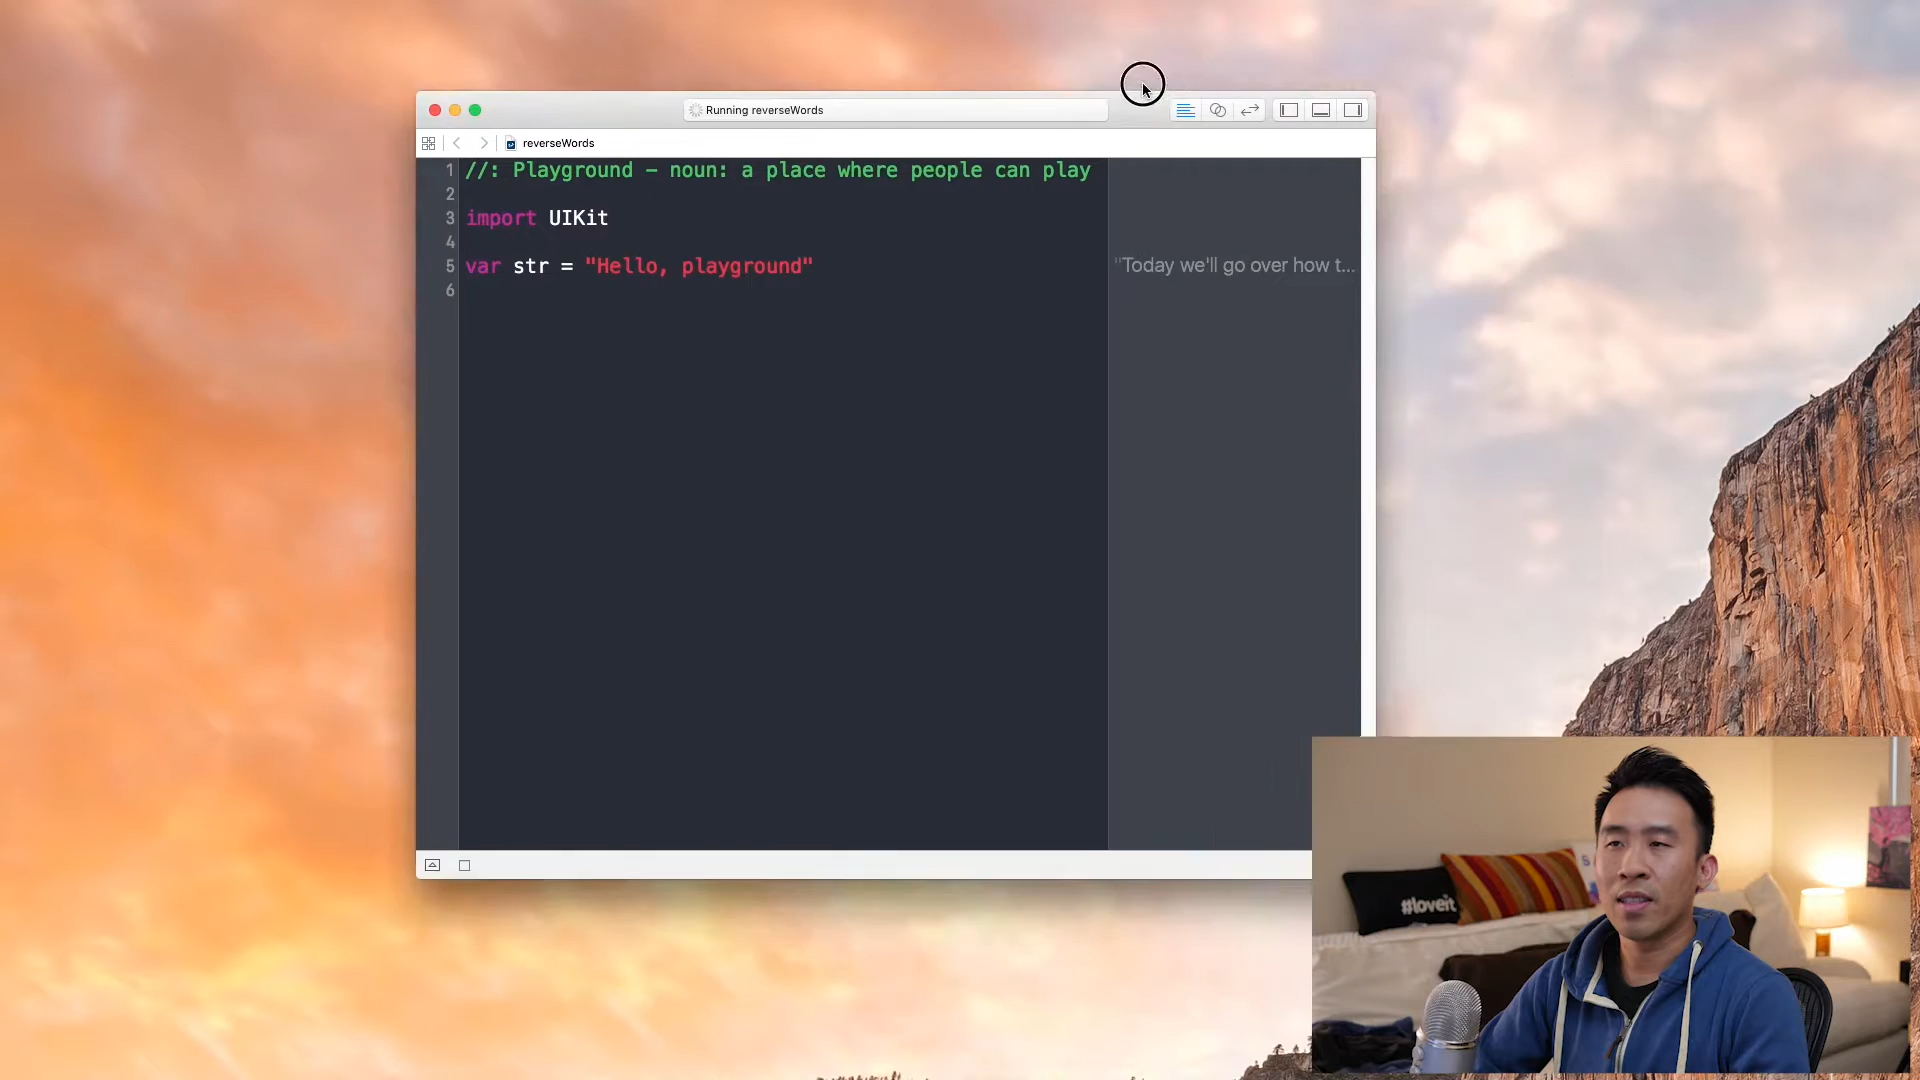 Running reverseWords
reverseWords
1 //: Playground – noun: a place where people can play
2
3 import UIKit
4
5 var str = "Hello, playground"
"Today we'll go over how t...
6
#loveit